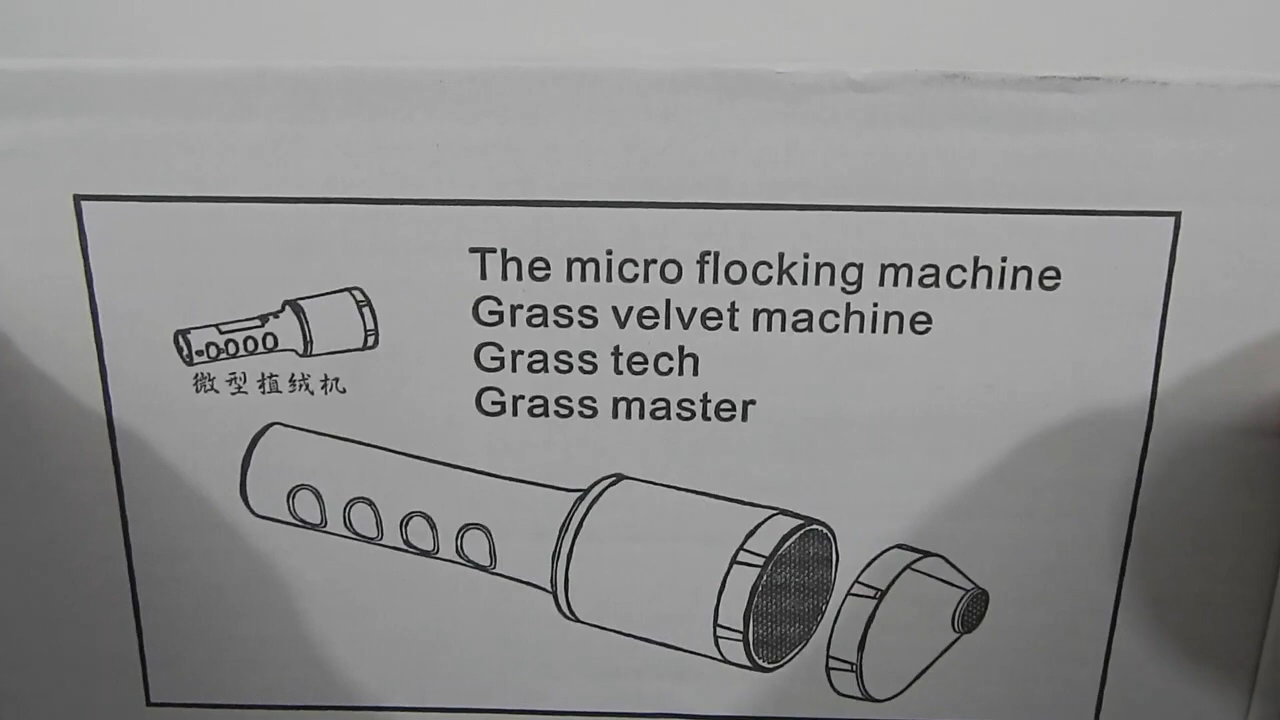 The micro flocking machine
Grass velvet machine
Grass tech
Grass master
微型植绒机